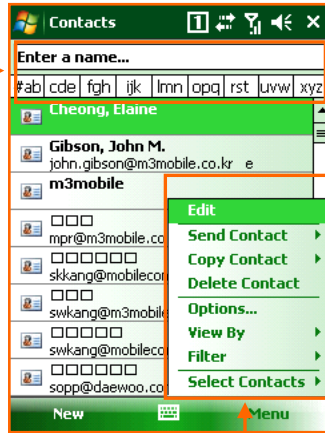 Contacts 1
Enter a name...
#ab cde fgh ijk lmn opq rst uvw xyz
Cheong, Elaine
Gibson, John M.
john.gibson@m3mobile.co.kr e
m3mobile
□□□
mpr@m3mobile.co
□□□□□
skkang@mobilecor
□□□
swkang@m3mobile
□□□□□
swkang@mobileco
□□□□□
sopp@daewoo.co
Edit
Send Contact
Copy Contact
Delete Contact
Options...
View By
Filter
Select Contacts
New Menu